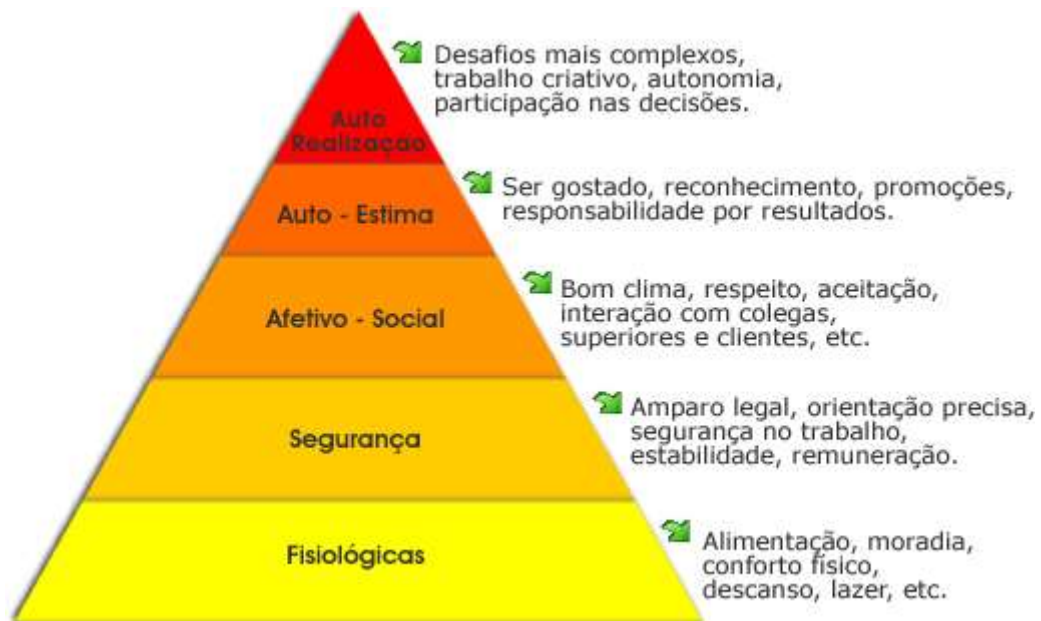 Auto
Realização
Desafios mais complexos,
trabalho criativo, autonomia,
participação nas decisões.
Auto - Estima
Ser gostado, reconhecimento, promoções,
responsabilidade por resultados.
Afetivo - Social
Bom clima, respeito, aceitação,
interação com colegas,
superiores e clientes, etc.
Segurança
Amparo legal, orientação precisa,
segurança no trabalho,
estabilidade, remuneração.
Fisiológicas
Alimentação, moradia,
conforto físico,
descanso, lazer, etc.